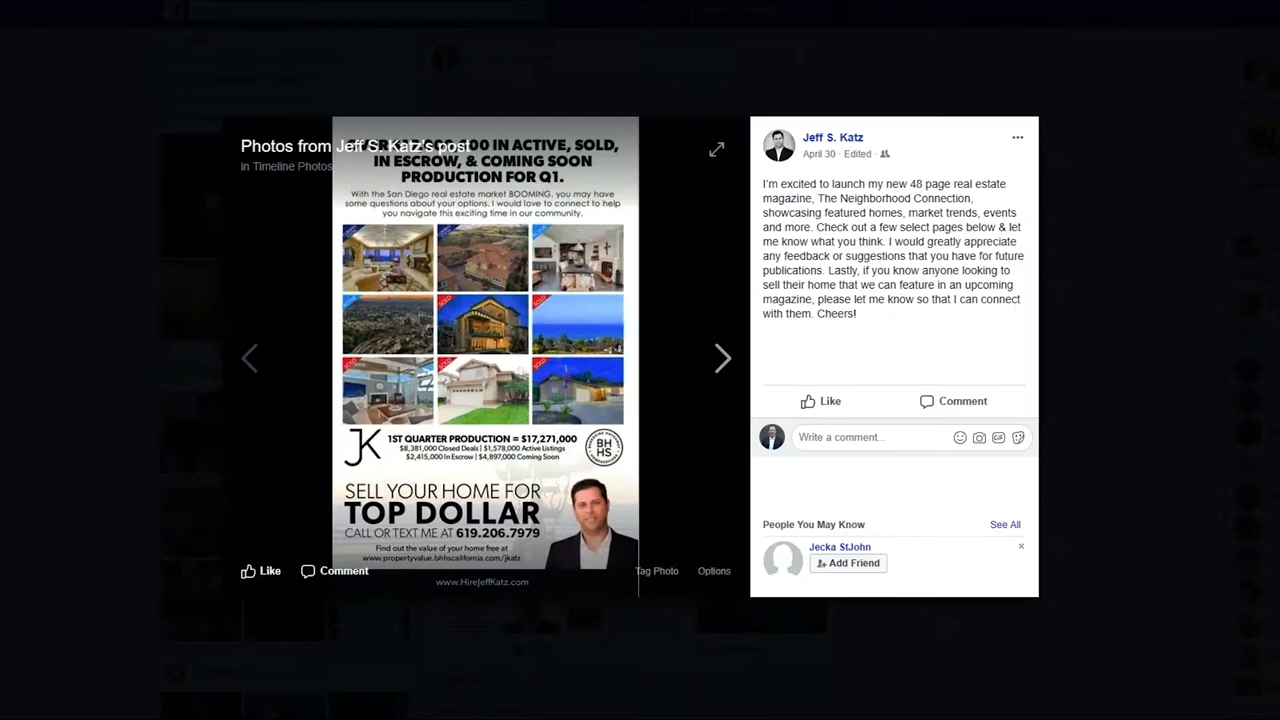 Photos from Jeff S. Katz's post
in Timeline Photos
IN ACTIVE, SOLD,
IN ESCROW, & COMING SOON
PRODUCTION FOR Q1.
With the San Diego real estate market BOOMING, you may have
some questions about your options. I would love to connect to help
you navigate this exciting time in our community.
SOLD
SOLD
SOLD
SOLD
SOLD
JK
1ST QUARTER PRODUCTION = $17,271,000
$8,381,000 Closed Deals | $1,578,000 Active Listings
$2,415,000 In Escrow | $4,897,000 Coming Soon
BH
HS
SELL YOUR HOME FOR
TOP DOLLAR
CALL OR TEXT ME AT 619.206.7979
Find out the value of your home free at
www.propertyvalue.bhhscalifornia.com/jkatz
www.HireJeffKatz.com
Like
Comment
Tag Photo
Options
Jeff S. Katz
April 30 · Edited ·
I'm excited to launch my new 48 page real estate
magazine, The Neighborhood Connection,
showcasing featured homes, market trends, events
and more. Check out a few select pages below & let
me know what you think. I would greatly appreciate
any feedback or suggestions that you have for future
publications. Lastly, if you know anyone looking to
sell their home that we can feature in an upcoming
magazine, please let me know so that I can connect
with them. Cheers!
Like
Comment
Write a comment...
People You May Know
See All
Jecka StJohn
Add Friend